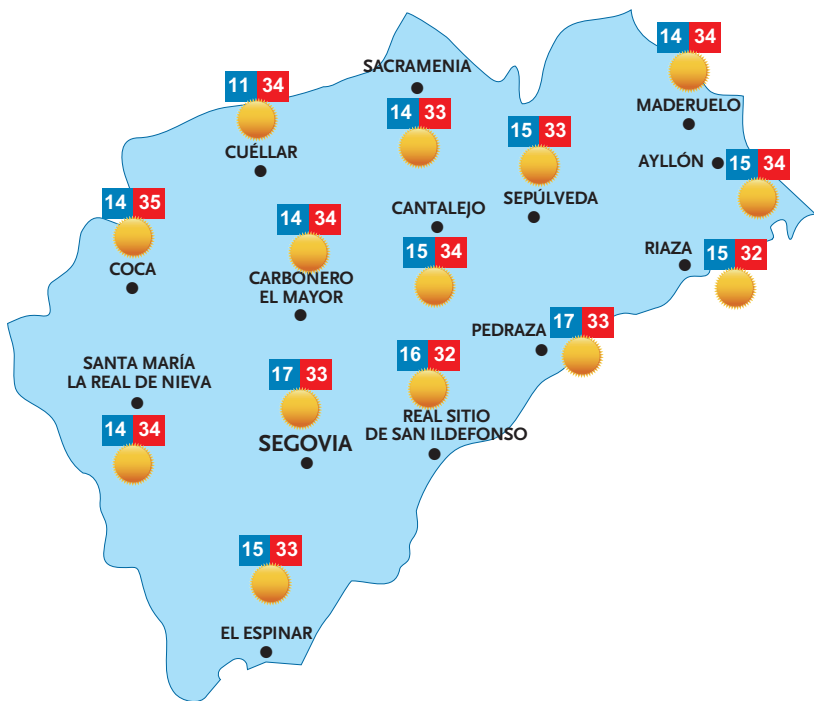 14 34
MADERUELO
SACRAMENIA
14 33
11 34
CUÉLLAR
15 33
SEPÚLVEDA
AYLLÓN
15 34
14 35
COCA
14 34
CARBONERO
EL MAYOR
CANTALEJO
15 34
RIAZA
15 32
PEDRAZA
17 33
SANTA MARÍA
LA REAL DE NIEVA
14 34
17 33
SEGOVIA
16 32
REAL SITIO
DE SAN ILDEFONSO
15 33
EL ESPINAR